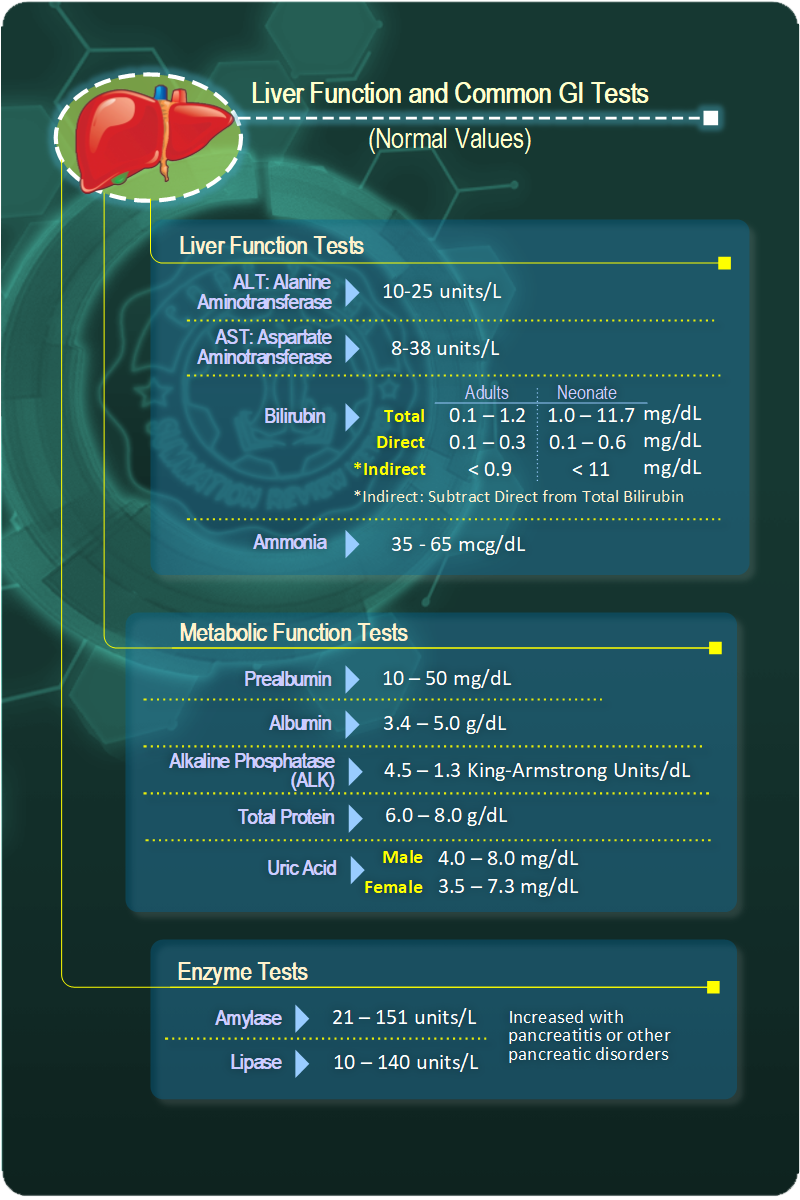 Liver Function and Common GI Tests
(Normal Values)
Liver Function Tests
ALT: Alanine
Aminotransferase
10-25 units/L
AST: Aspartate
Aminotransferase
8-38 units/L
Adults Neonate
Bilirubin Total 0.1 – 1.2 1.0 – 11.7 mg/dL
Direct 0.1 – 0.3 0.1 – 0.6 mg/dL
*Indirect < 0.9 < 11 mg/dL
*Indirect: Subtract Direct from Total Bilirubin
Ammonia 35 - 65 mcg/dL
Metabolic Function Tests
Prealbumin 10 – 50 mg/dL
Albumin 3.4 – 5.0 g/dL
Alkaline Phosphatase
(ALK)
4.5 – 1.3 King-Armstrong Units/dL
Total Protein 6.0 – 8.0 g/dL
Uric Acid Male 4.0 – 8.0 mg/dL
Female 3.5 – 7.3 mg/dL
Enzyme Tests
Amylase 21 – 151 units/L
Lipase 10 – 140 units/L
Increased with
pancreatitis or other
pancreatic disorders